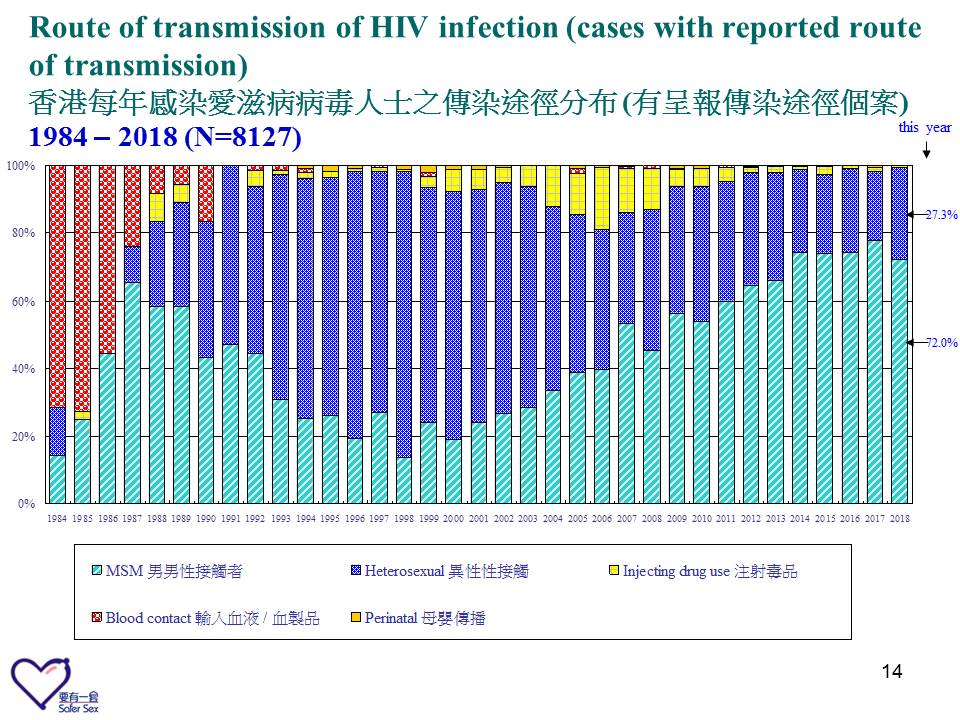 Route of transmission of HIV infection (cases with reported route
of transmission)
香港每年感染愛滋病病毒人士之傳染途徑分布 (有呈報傳染途徑個案)
1984 – 2018 (N=8127)
this year
100%
80%
60%
40%
20%
0%
27.3%
72.0%
1984 1985 1986 1987 1988 1989 1990 1991 1992 1993 1994 1995 1996 1997 1998 1999 2000 2001 2002 2003 2004 2005 2006 2007 2008 2009 2010 2011 2012 2013 2014 2015 2016 2017 2018
MSM 男男性接觸者
Heterosexual 異性性接觸
Injecting drug use 注射毒品
Blood contact 輸入血液 / 血製品
Perinatal 母嬰傳播
要有一套
Safer Sex
14